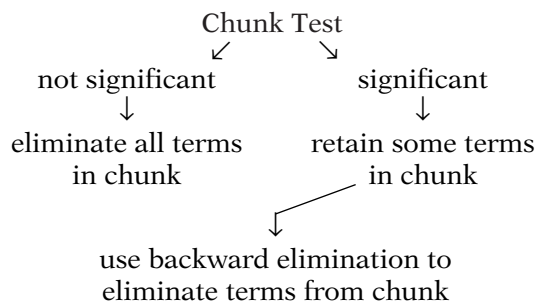 Chunk Test
not significant
significant
eliminate all terms
in chunk
retain some terms
in chunk
use backward elimination to
eliminate terms from chunk